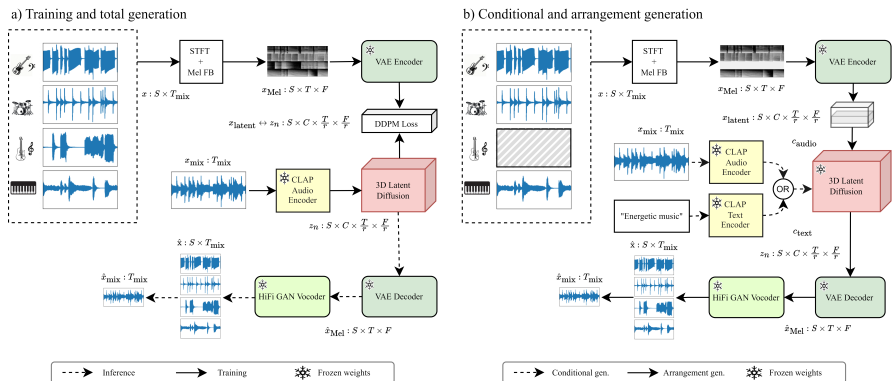 a) Training and total generation
STFT
+
Mel FB
VAE Encoder
x : S × T_mix
x_Mel : S × T × F
x_latent ↔ z_n : S × C × T/r × F/r
DDPM Loss
x_mix : T_mix
CLAP
Audio
Encoder
3D Latent
Diffusion
z_n : S × C × T/r × F/r
x̂ : S × T_mix
x̂_mix : T_mix
HiFi GAN Vocoder
VAE Decoder
x̂_Mel : S × T × F
Inference
Training
Frozen weights
b) Conditional and arrangement generation
STFT
+
Mel FB
VAE Encoder
x : S × T_mix
x_Mel : S × T × F
x_latent : S × C × T/r × F/r
c_audio
x_mix : T_mix
CLAP
Audio
Encoder
OR
3D Latent
Diffusion
"Energetic music"
CLAP
Text
Encoder
c_text
z_n : S × C × T/r × F/r
x̂ : S × T_mix
x̂_mix : T_mix
HiFi GAN Vocoder
VAE Decoder
x̂_Mel : S × T × F
Conditional gen.
Arrangement gen.
Frozen weights